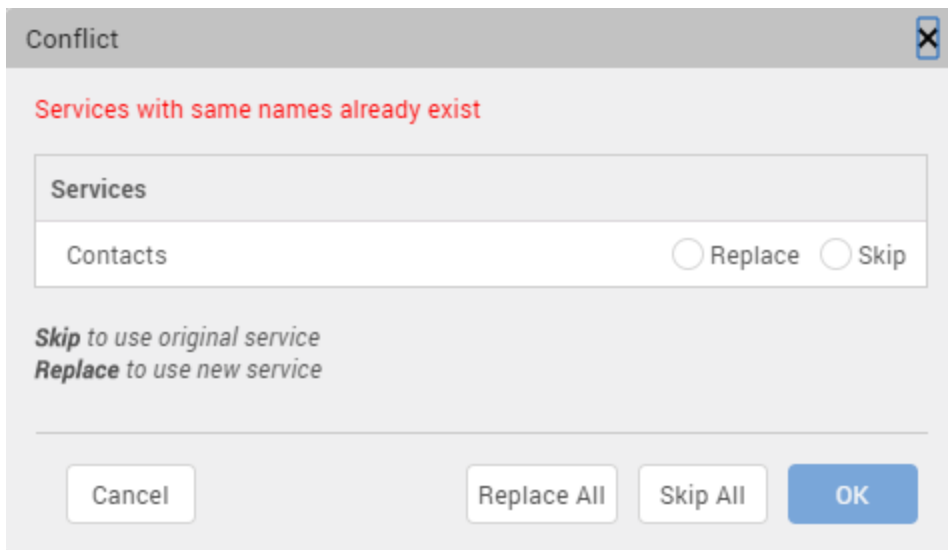 Conflict
Services with same names already exist
Services
Contacts Replace Skip
Skip to use original service
Replace to use new service
Cancel Replace All Skip All OK